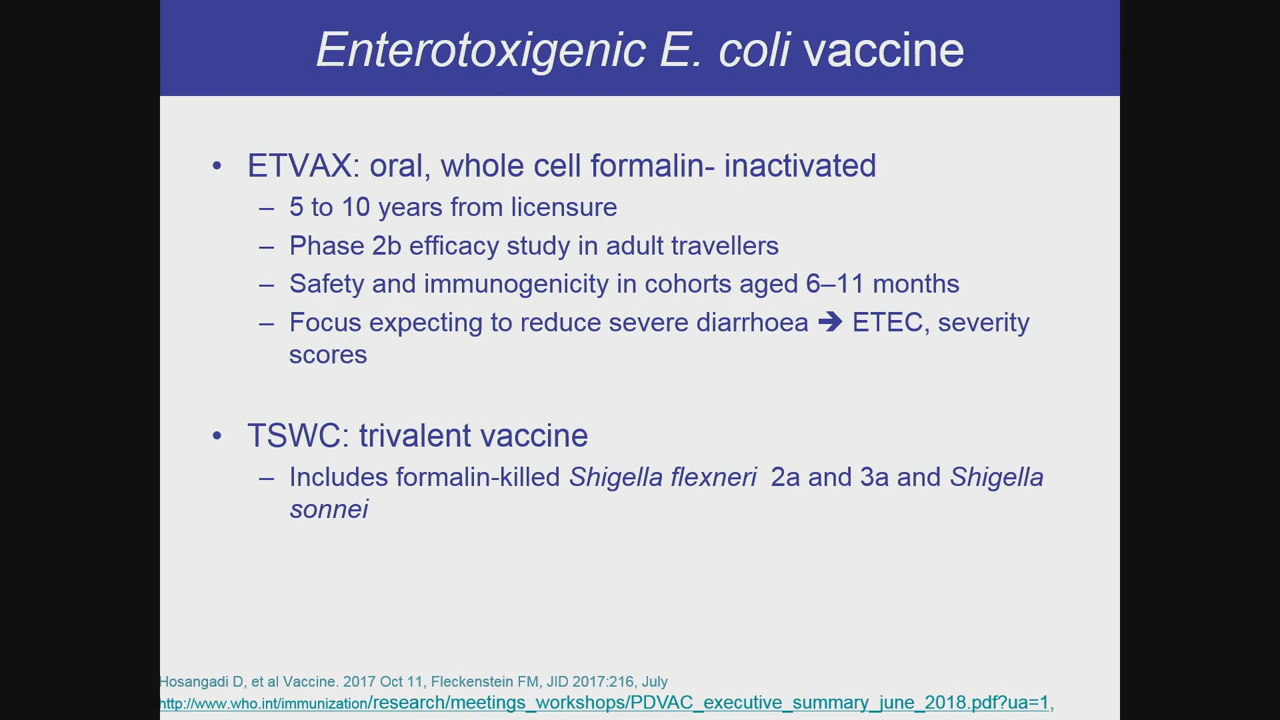 Enterotoxigenic E. coli vaccine
• ETVAX: oral, whole cell formalin- inactivated
– 5 to 10 years from licensure
– Phase 2b efficacy study in adult travellers
– Safety and immunogenicity in cohorts aged 6–11 months
– Focus expecting to reduce severe diarrhoea 🡺 ETEC, severity
scores
• TSWC: trivalent vaccine
– Includes formalin-killed Shigella flexneri 2a and 3a and Shigella
sonnei
Hosangadi D, et al Vaccine. 2017 Oct 11, Fleckenstein FM, JID 2017:216, July
http://www.who.int/immunization/research/meetings_workshops/PDVAC_executive_summary_june_2018.pdf?ua=1,